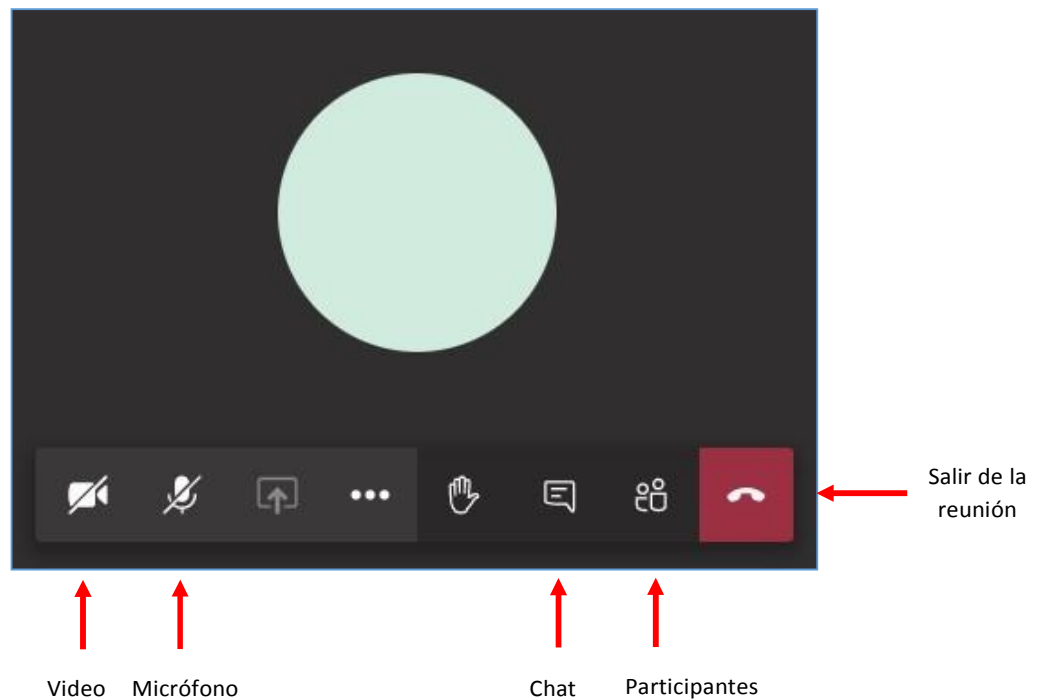 Salir de la
reunión
Video
Micrófono
Chat
Participantes